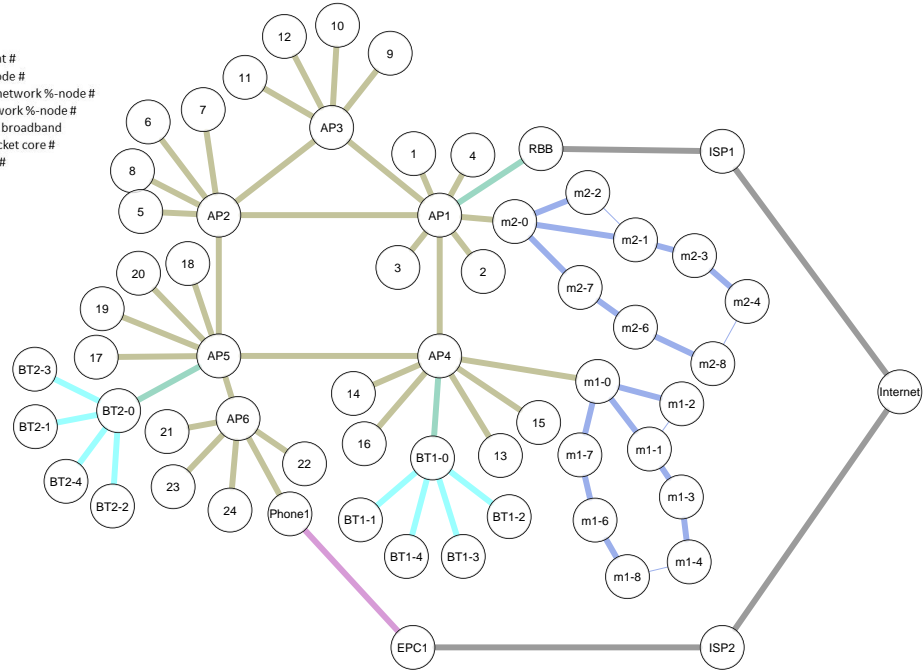 t #
de #
network %-node #
work %-node #
broadband
cket core #
#
12
10
9
11
7
6
AP3
1
4
RBB
ISP1
8
m2-2
5
AP2
AP1
m2-0
m2-1
m2-3
18
3
2
20
m2-7
m2-4
19
m2-6
17
AP5
AP4
m2-8
BT2-3
m1-0
Internet
14
m1-2
BT2-0
AP6
15
BT2-1
21
16
13
m1-7
m1-1
BT1-0
22
BT2-4
23
m1-3
BT2-2
24
Phone1
BT1-1
BT1-2
m1-6
BT1-4
BT1-3
m1-8
m1-4
EPC1
ISP2